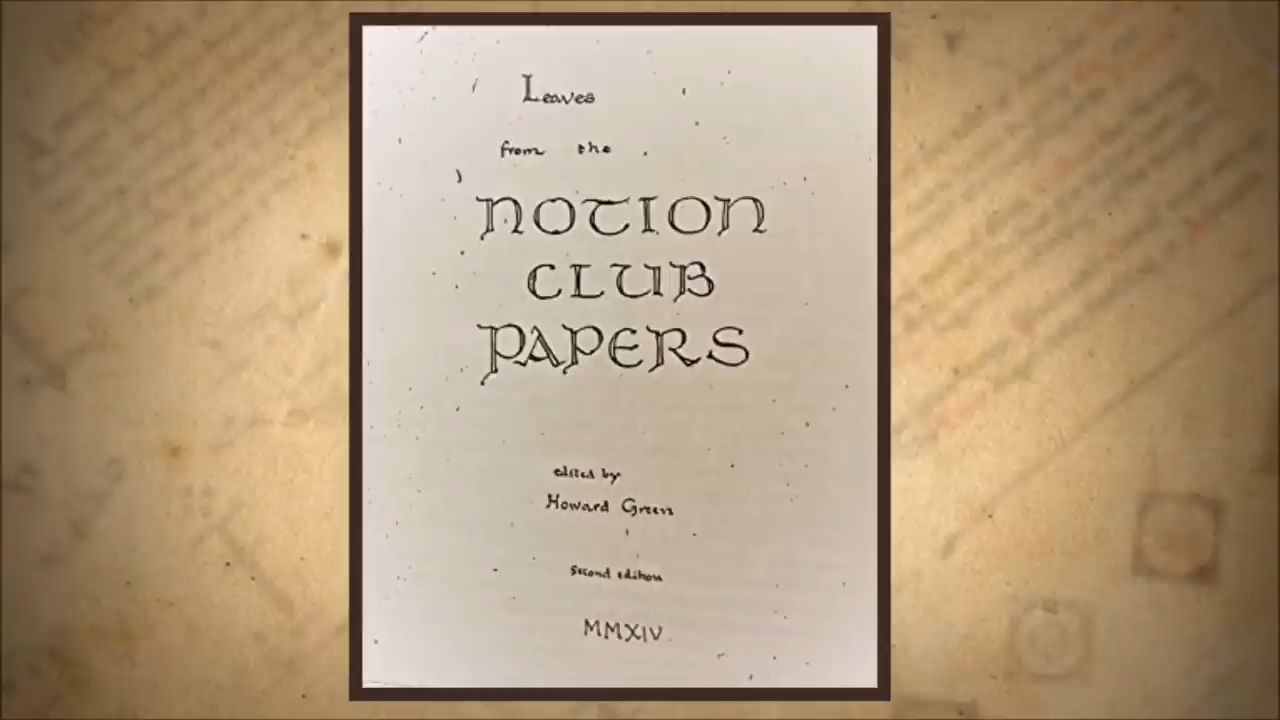 Leaves
from the
NOTION
CLUB
PAPERS
edited by
Howard Green
Second edition
MMXIV